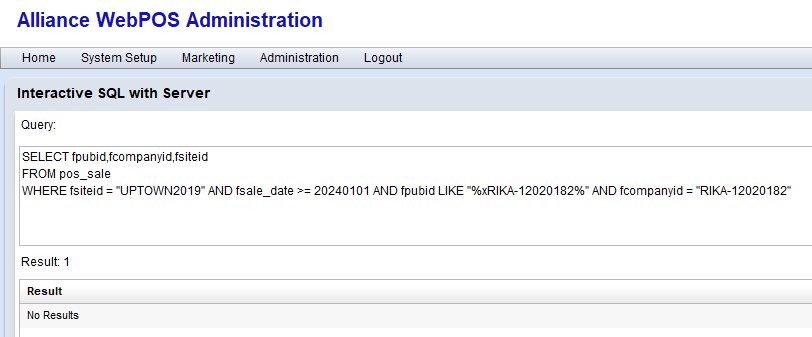 Alliance WebPOS Administration
Home System Setup Marketing Administration Logout
Interactive SQL with Server
Query:
SELECT fpubid,fcompanyid,fsiteid
FROM pos_sale
WHERE fsiteid = "UPTOWN2019" AND fsale_date >= 20240101 AND fpubid LIKE "%xRIKA-12020182%" AND fcompanyid = "RIKA-12020182"
Result: 1
Result
No Results